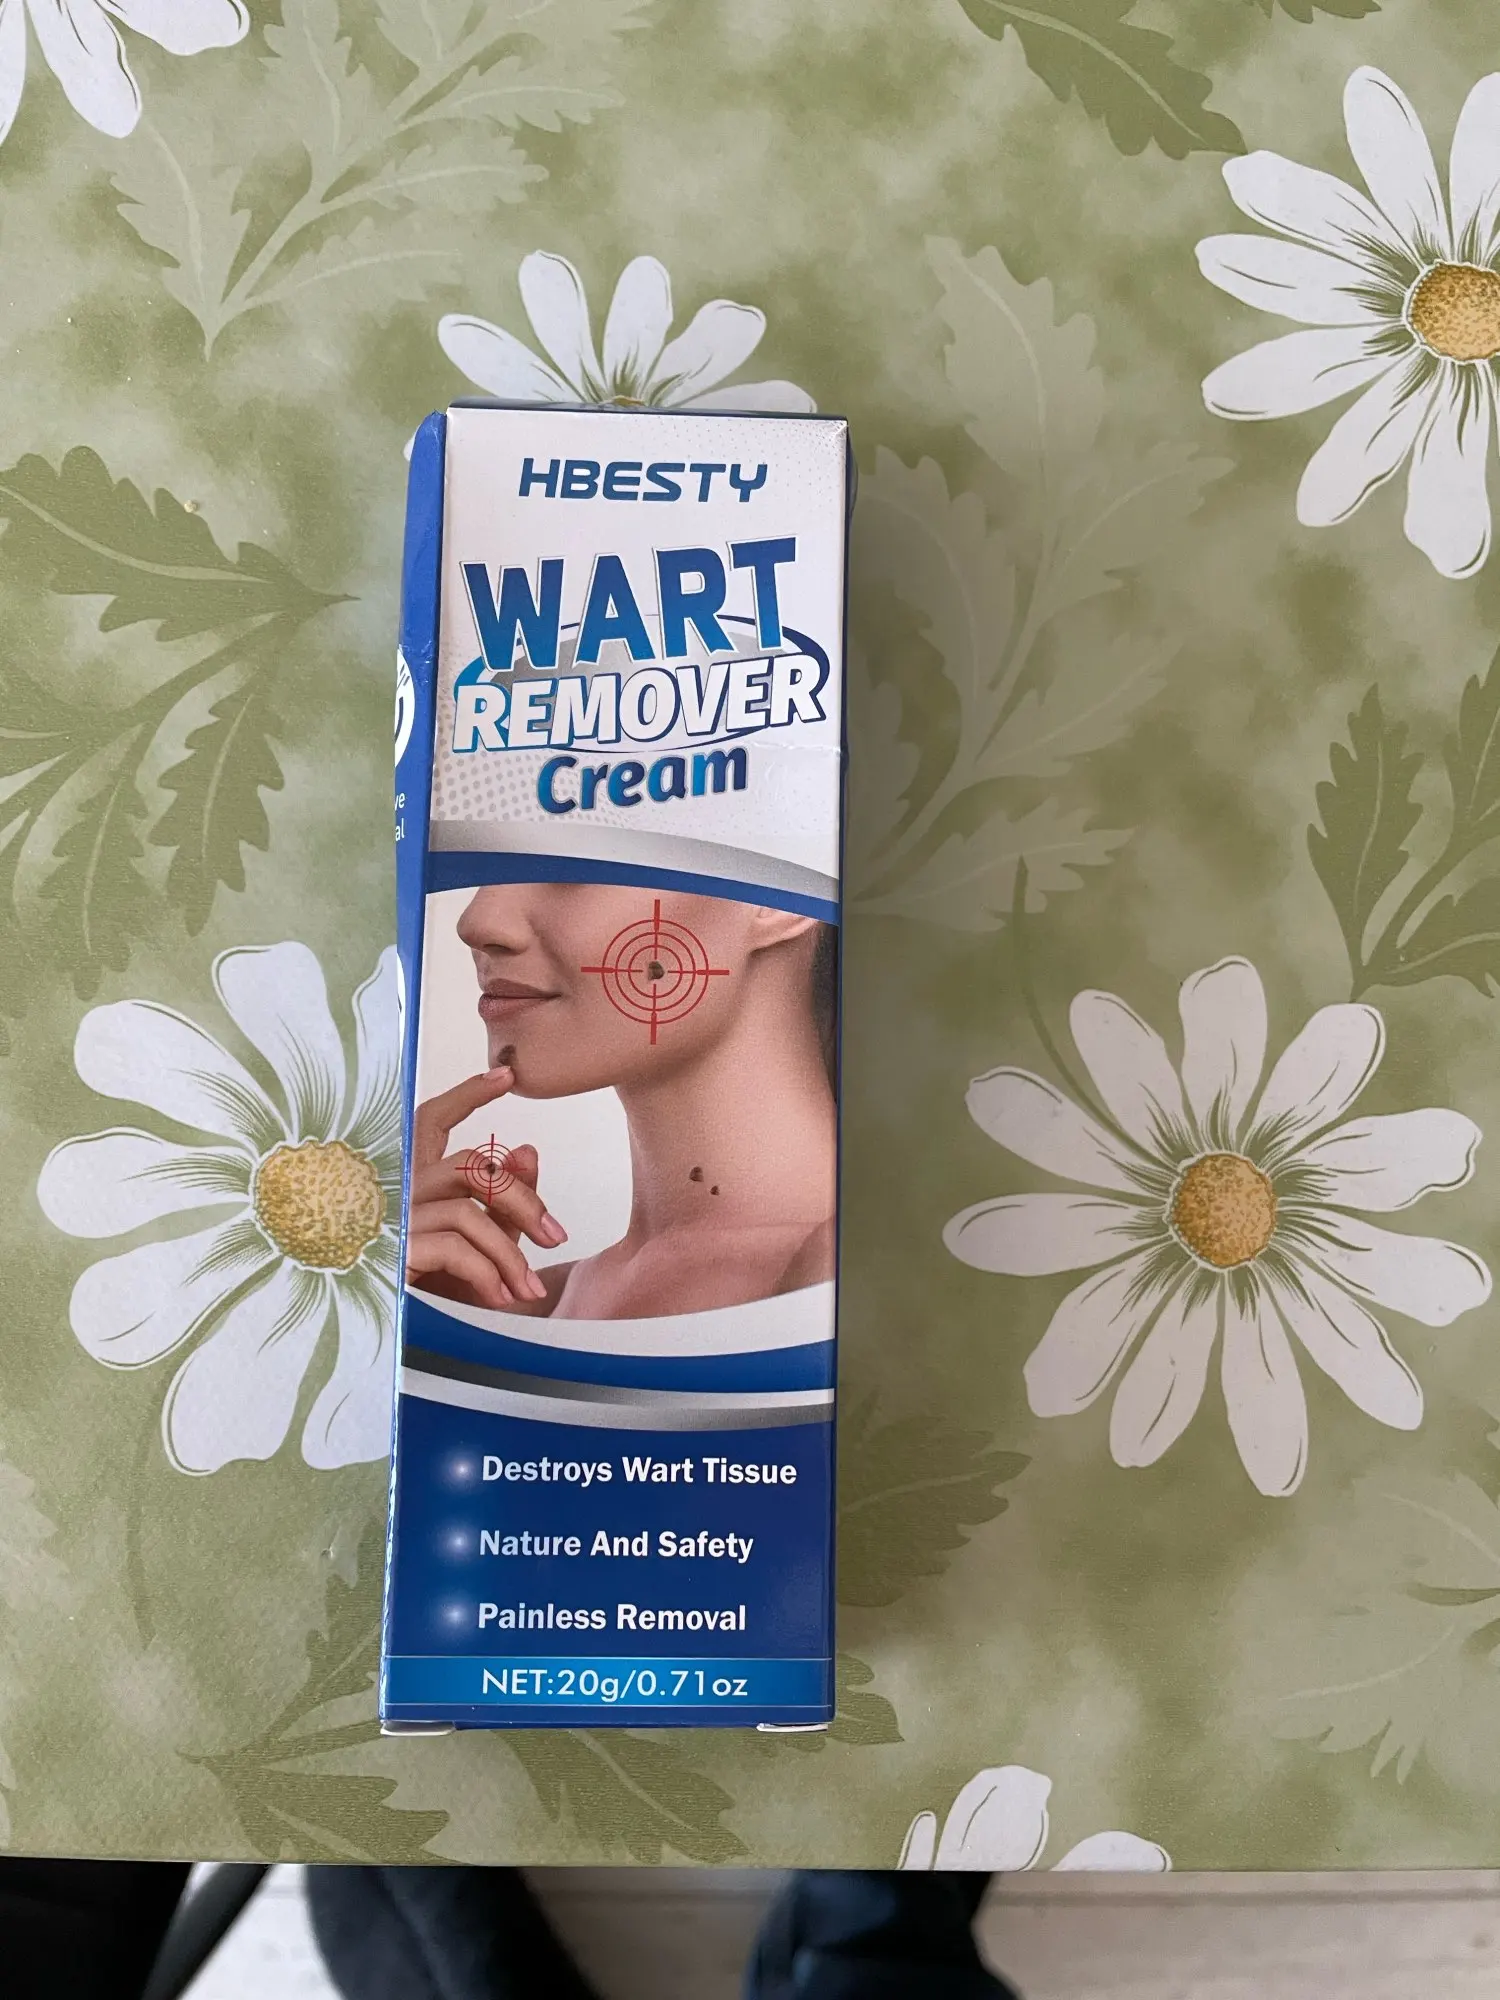 HBESTY
WART
REMOVER
Cream
Destroys Wart Tissue
Nature And Safety
Painless Removal
NET:20g/0.71oz